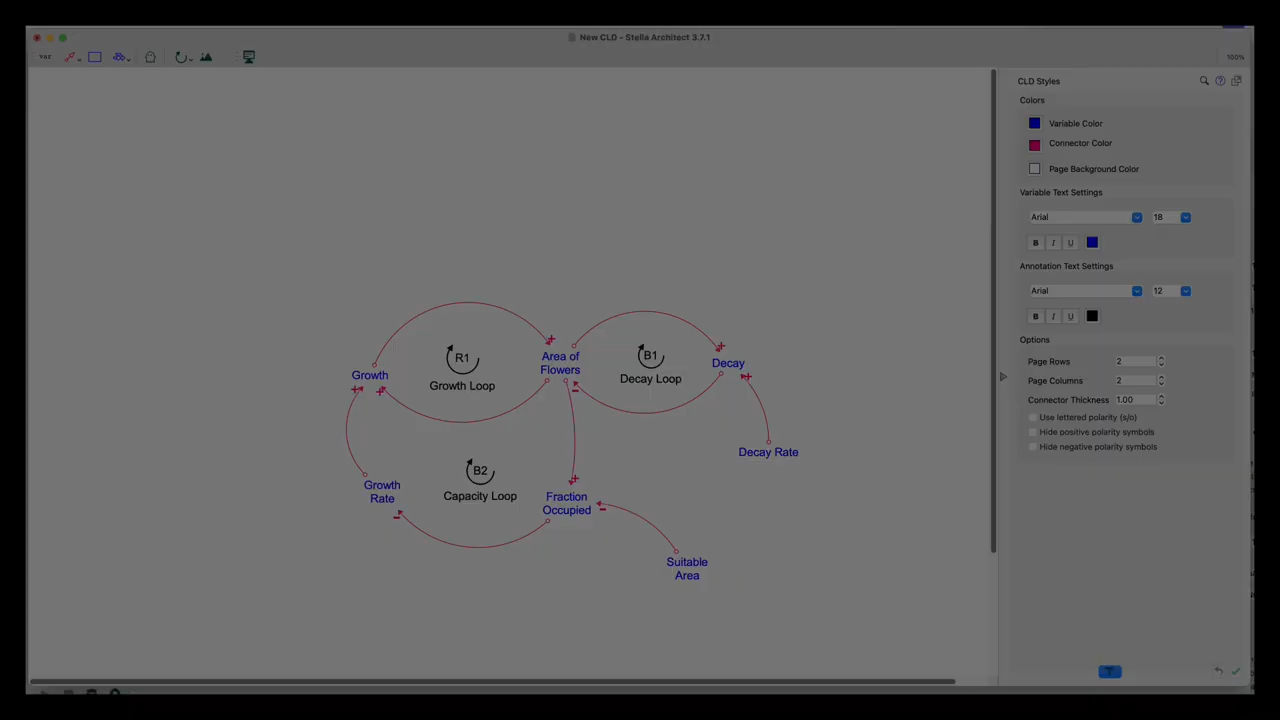 New CLD - Stella Architect 3.7.1
var
100%
CLD Styles
Colors
Variable Color
Connector Color
Page Background Color
Variable Text Settings
Arial
18
B I U
Annotation Text Settings
Arial
12
B I U
Options
Page Rows 2
Page Columns 2
Connector Thickness 1.00
Use lettered polarity (s/o)
Hide positive polarity symbols
Hide negative polarity symbols
R1
Growth Loop
B1
Decay Loop
Area of
Flowers
Decay
Growth
Decay Rate
B2
Capacity Loop
Growth
Rate
Fraction
Occupied
Suitable
Area